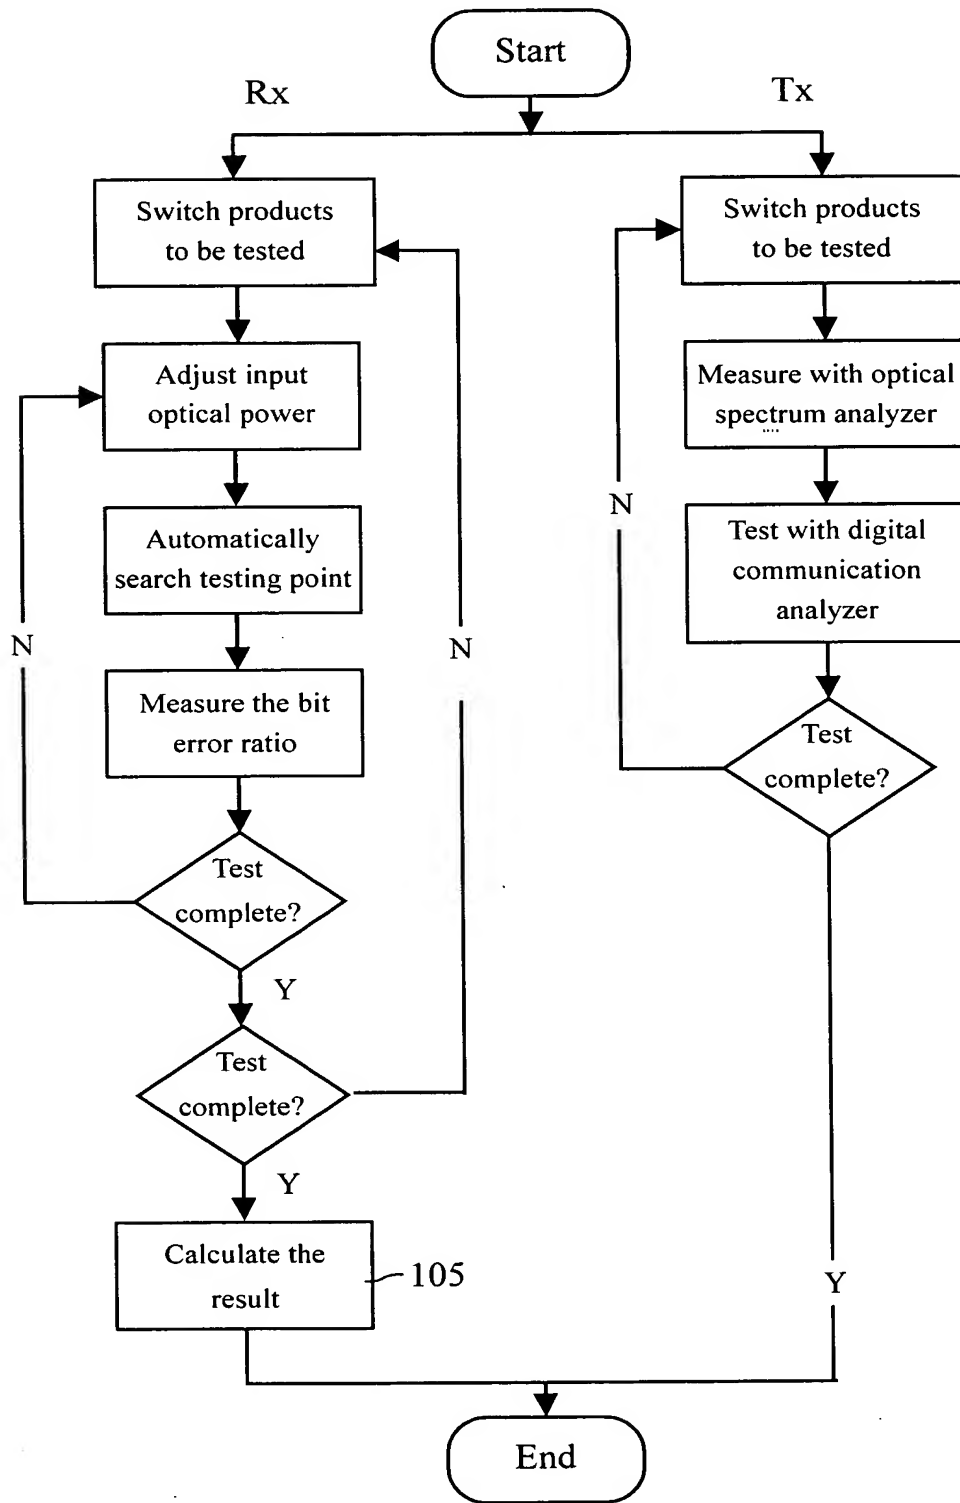 Start
Rx
Tx
Switch products
to be tested
Adjust input
optical power
Automatically
search testing point
Measure the bit
error ratio
N
N
Test
complete?
Y
Test
complete?
Y
Calculate the
result
105
Switch products
to be tested
Measure with optical
spectrum analyzer
Test with digital
communication
analyzer
N
Test
complete?
Y
End